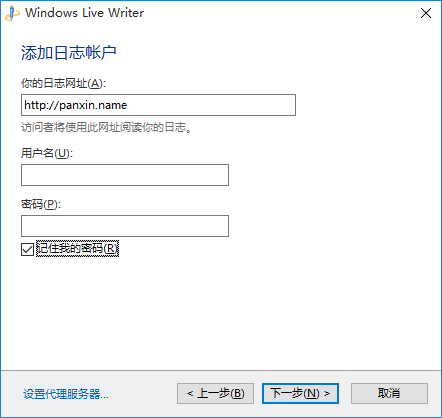 Windows Live Writer
添加日志帐户
你的日志网址(A):
http://panxin.name
访问者将使用此网址阅读你的日志。
用户名(U):
密码(P):
记住我的密码(R)
设置代理服务器...
< 上一步(B)
下一步(N) >
取消